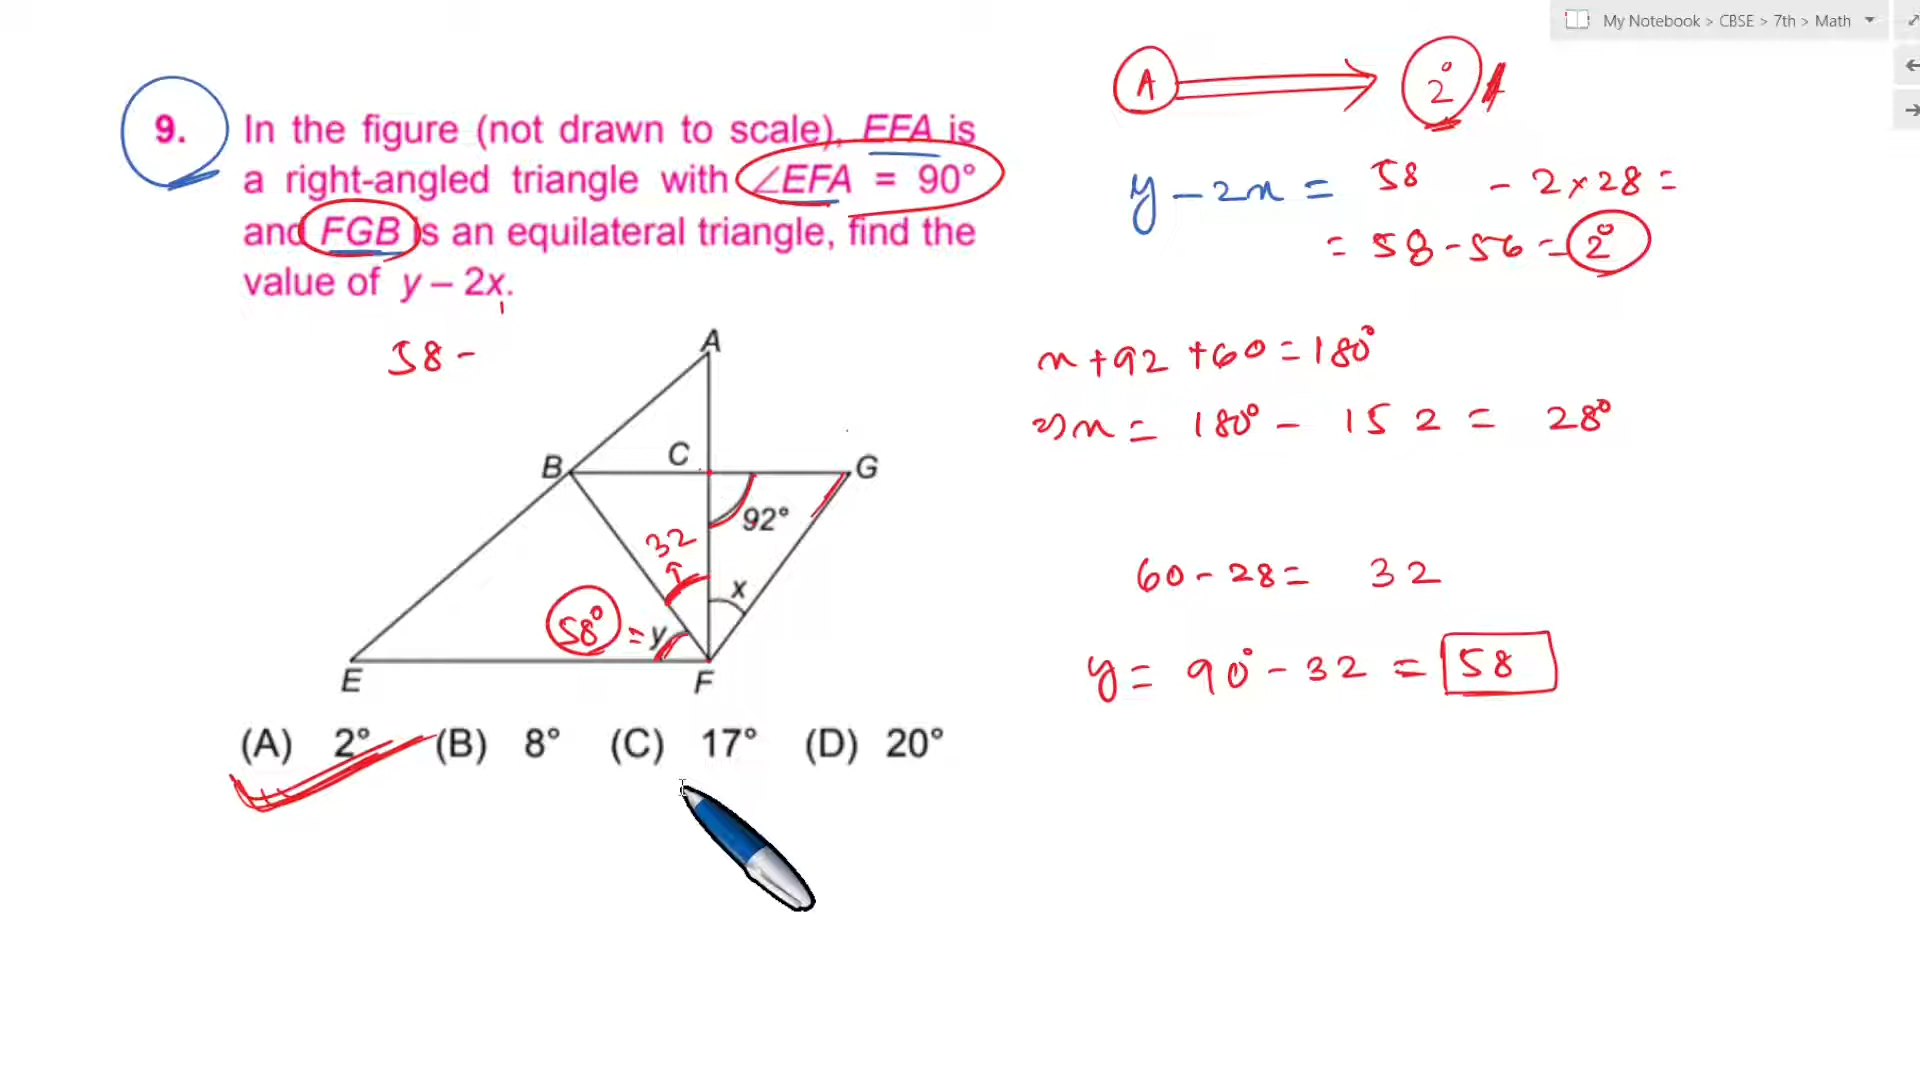 My Notebook > CBSE > 7th > Math
9. In the figure (not drawn to scale), EFA is
a right-angled triangle with ∠EFA = 90°
and FGB is an equilateral triangle, find the
value of y – 2x.
58 -
A
B
C
G
92°
32
x
58° = y
E
F
(A) 2° (B) 8° (C) 17° (D) 20°
A ⟹ 2°
y - 2x = 58 - 2×28 =
= 58 - 56 = 2°
x + 92 + 60 = 180°
⇒ x = 180° - 152 = 28°
60 - 28 = 32
y = 90° - 32 = 58